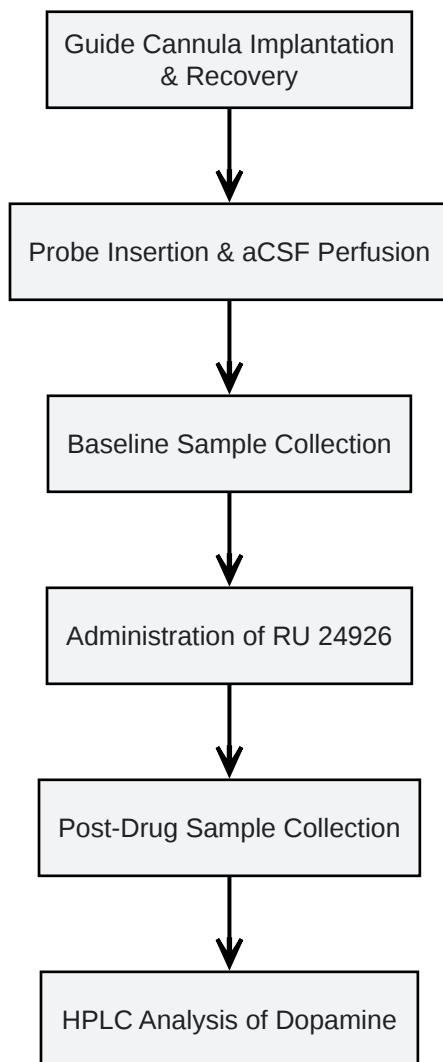 Guide Cannula Implantation
& Recovery
Probe Insertion & aCSF Perfusion
Baseline Sample Collection
Administration of RU 24926
Post-Drug Sample Collection
HPLC Analysis of Dopamine